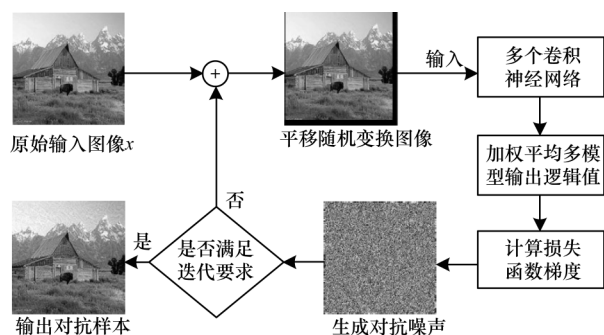 原始输入图像x
+
平移随机变换图像
输入
多个卷积
神经网络
加权平均多模
型输出逻辑值
计算损失
函数梯度
生成对抗噪声
是否满足
迭代要求
否
是
输出对抗样本